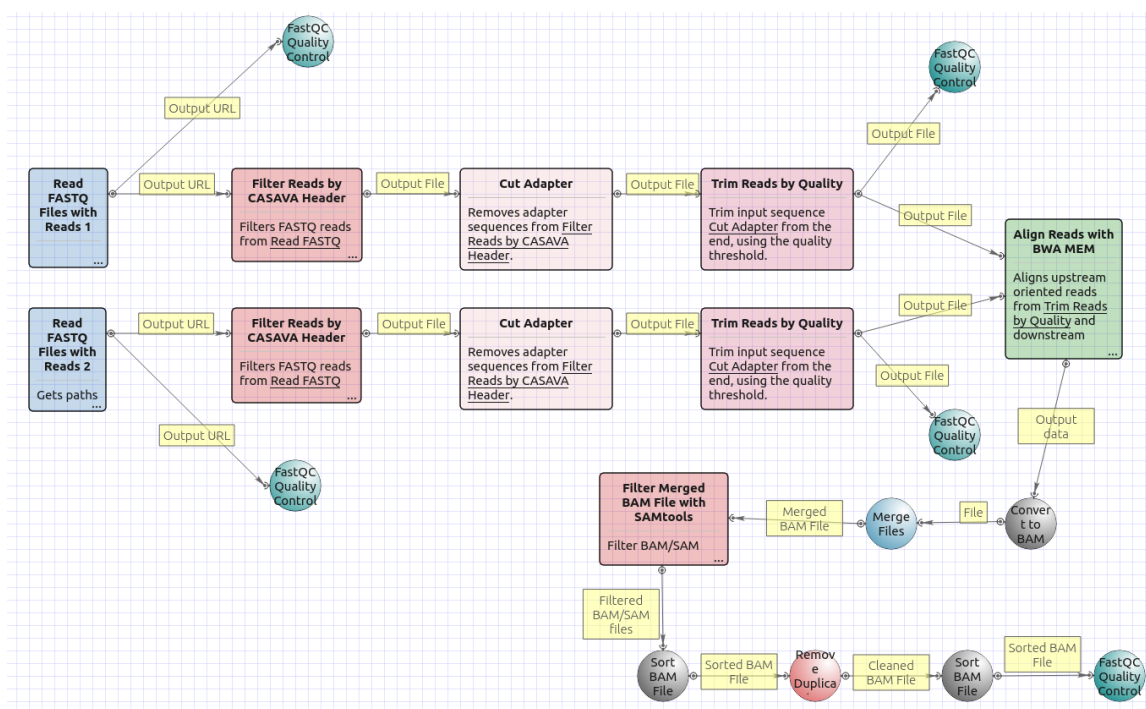 FastQC
Quality
Control
Output URL
FastQC
Quality
Control
Output File
Read
FASTQ
Files with
Reads 1
...
Output URL
Filter Reads by
CASAVA Header
Filters FASTQ reads
from Read FASTQ
...
Output File
Cut Adapter
Removes adapter
sequences from Filter
Reads by CASAVA
Header.
Output File
Trim Reads by Quality
Trim input sequence
Cut Adapter from the
end, using the quality
threshold.
Output File
Align Reads with
BWA MEM
Aligns upstream
oriented reads
from Trim Reads
by Quality and
downstream
...
Read
FASTQ
Files with
Reads 2
Gets paths
...
Output URL
Filter Reads by
CASAVA Header
Filters FASTQ reads
from Read FASTQ
...
Output File
Cut Adapter
Removes adapter
sequences from Filter
Reads by CASAVA
Header.
Output File
Trim Reads by Quality
Trim input sequence
Cut Adapter from the
end, using the quality
threshold.
Output File
Output File
FastQC
Quality
Control
Output URL
FastQC
Quality
Control
Output
data
Conver
t to
BAM
File
Merge
Files
Merged
BAM File
Filter Merged
BAM File with
SAMtools
Filter BAM/SAM
...
Filtered
BAM/SAM
files
Sort
BAM
File
Sorted BAM
File
Remov
e
Duplica
Cleaned
BAM File
Sort
BAM
File
Sorted BAM
File
FastQC
Quality
Control